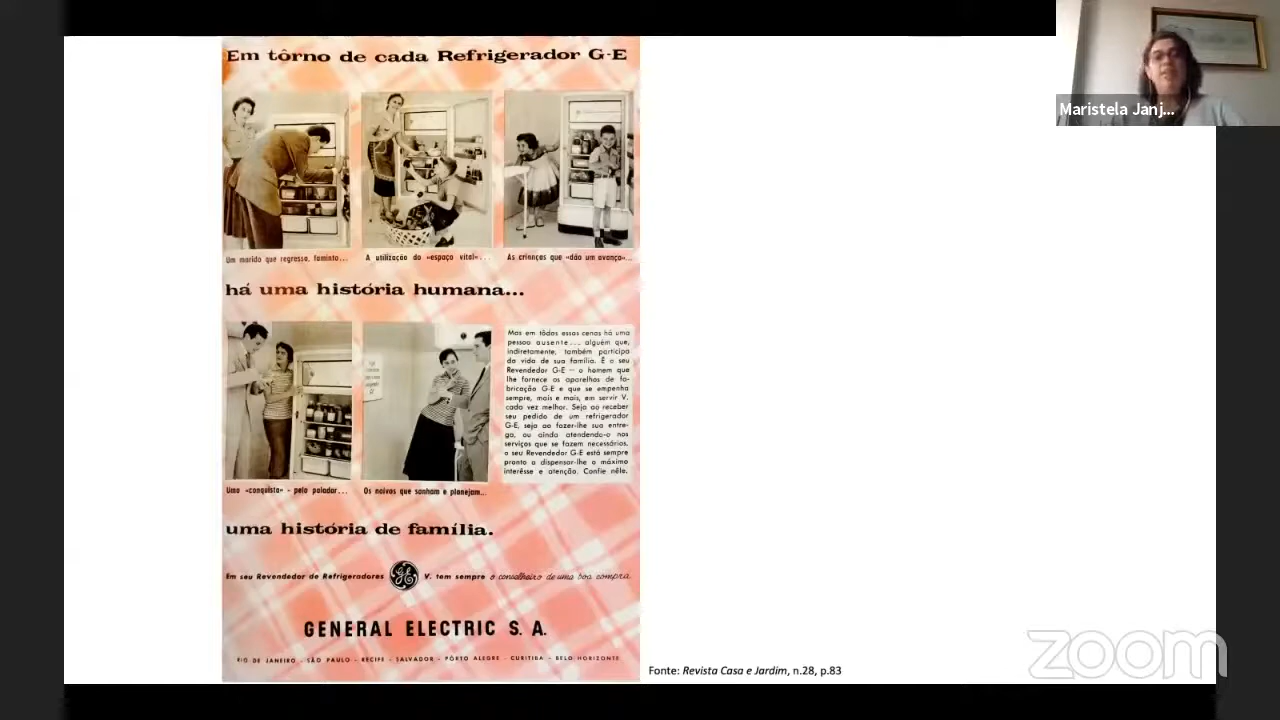 Em tôrno de cada Refrigerador G-E
Um marido que regressa, faminto...
A utilização do «espaço vital»...
As crianças que «dão um avanço»...
há uma história humana...
Mas em tôdas essas cenas há uma
pessoa ausente... alguém que,
indiretamente, também participa
da vida de sua família. É o seu
Revendedor G-E — o homem que
lhe fornece os aparelhos de fa-
bricação G-E e que se empenha
sempre, mais e mais, em servir V.
cada vez melhor. Seja ao receber
seu pedido de um refrigerador
G-E, seja ao fazer-lhe sua entre-
ga, ou ainda atendendo-o nos
serviços que se fazem necessários,
o seu Revendedor G-E está sempre
pronto a dispensar-lhe o máximo
interêsse e atenção. Confie nêle.
Uma «conquista» - pelo paladar...
Os noivos que sonham e planejam...
uma história de família.
Em seu Revendedor de Refrigeradores GE V. tem sempre o conselheiro de uma boa compra.
GENERAL ELECTRIC S. A.
RIO DE JANEIRO - SÃO PAULO - RECIFE - SALVADOR - PÔRTO ALEGRE - CURITIBA - BELO HORIZONTE
Fonte: Revista Casa e Jardim, n.28, p.83
Maristela Janj...
zoom